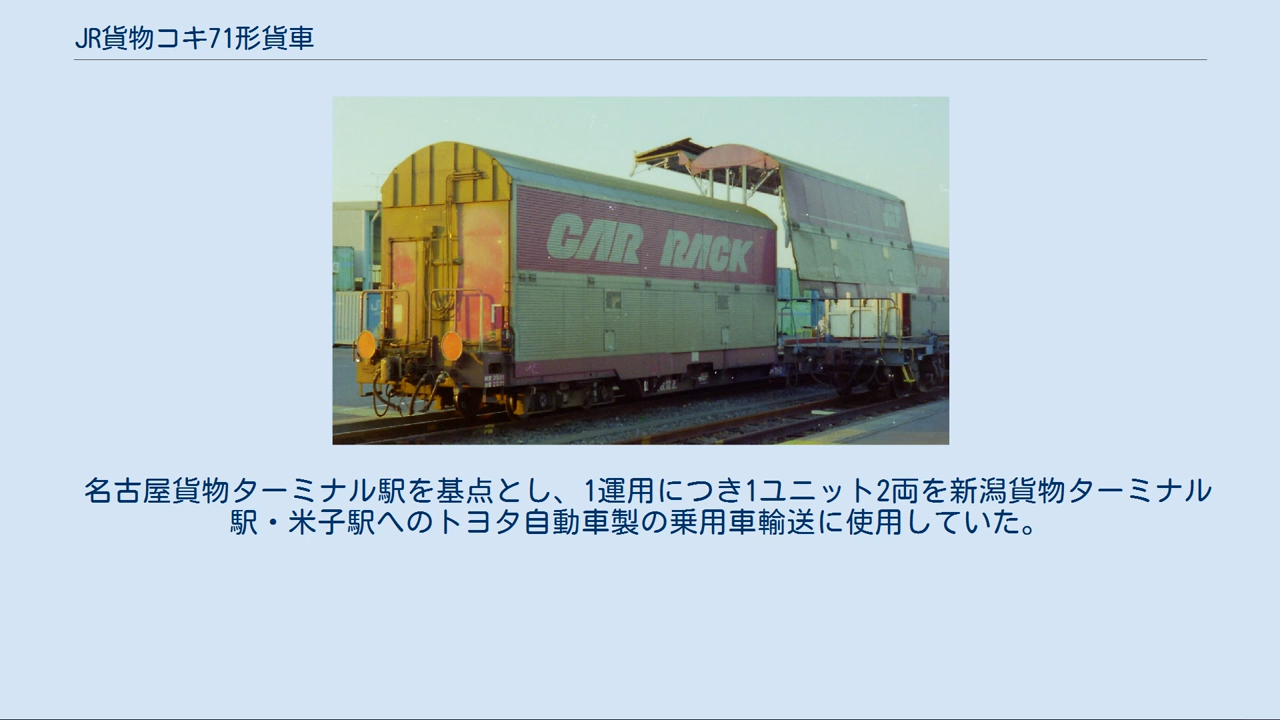 JR貨物コキ71形貨車
CAR RACK
名古屋貨物ターミナル駅を基点とし、1運用につき1ユニット2両を新潟貨物ターミナル
駅・米子駅へのトヨタ自動車製の乗用車輸送に使用していた。